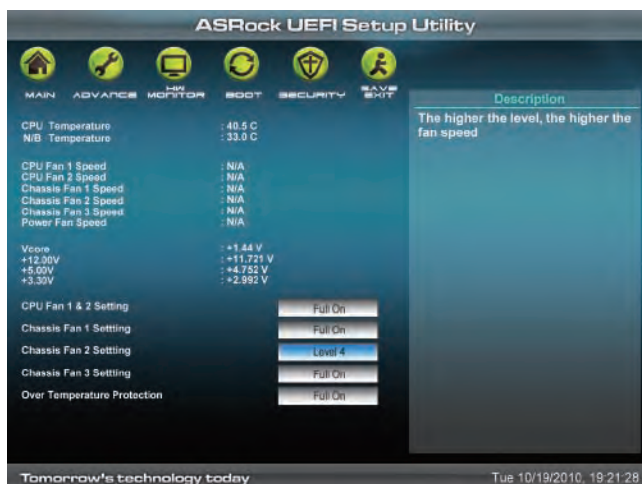 ASRock UEFI Setup Utility
MAIN
ADVANCE
HW MONITOR
BOOT
SECURITY
SAVE EXIT
Description
The higher the level, the higher the
fan speed
CPU Temperature : 40.5 C
N/B Temperature : 33.0 C
CPU Fan 1 Speed : N/A
CPU Fan 2 Speed : N/A
Chassis Fan 1 Speed : N/A
Chassis Fan 2 Speed : N/A
Chassis Fan 3 Speed : N/A
Power Fan Speed : N/A
Vcore : +1.44 V
+12.00V : +11.721 V
+5.00V : +4.752 V
+3.30V : +2.992 V
CPU Fan 1 & 2 Setting Full On
Chassis Fan 1 Settting Full On
Chassis Fan 2 Settting Level 4
Chassis Fan 3 Settting Full On
Over Temperature Protection Full On
Tomorrow's technology today
Tue 10/19/2010, 19:21:28